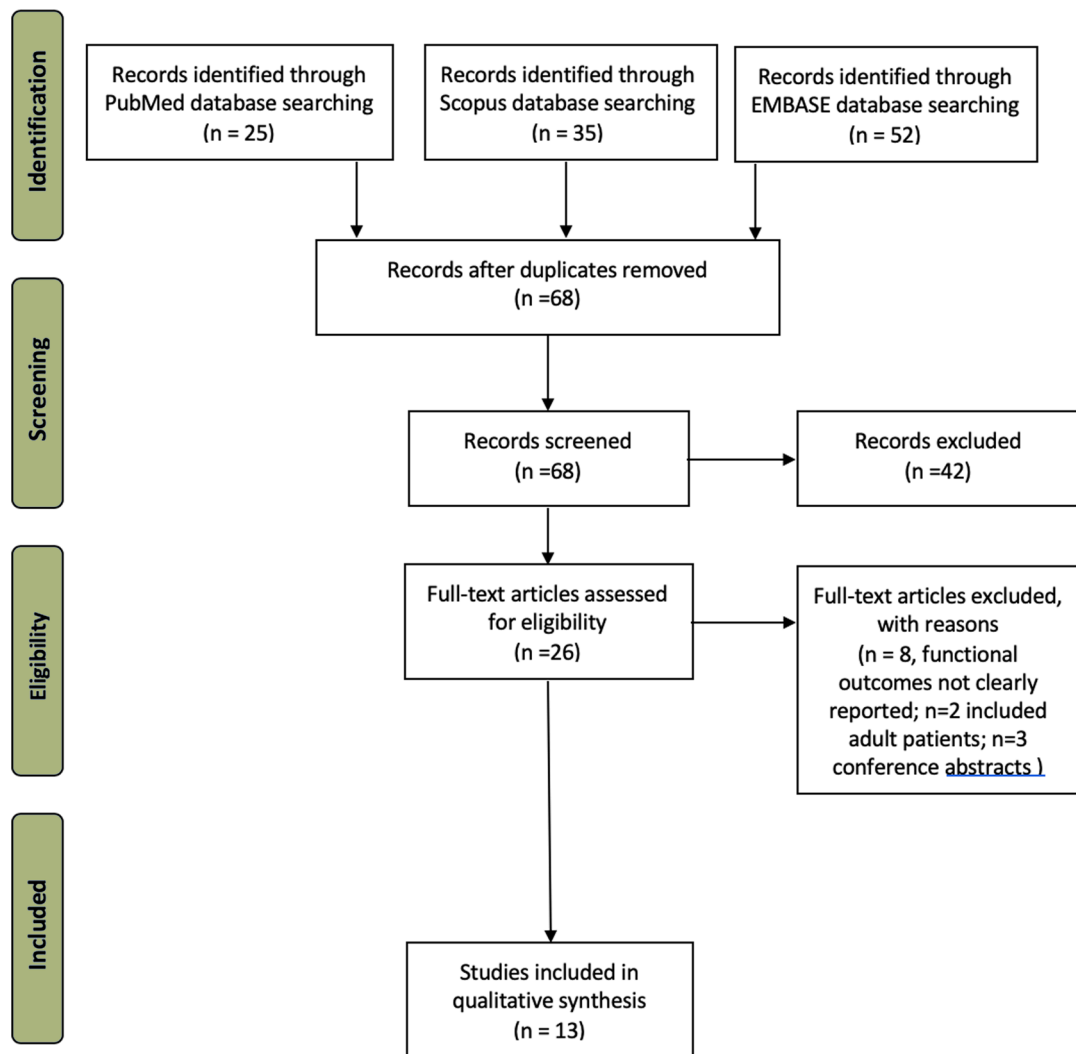 Identification
Records identified through
PubMed database searching
(n = 25)
Records identified through
Scopus database searching
(n = 35)
Records identified through
EMBASE database searching
(n = 52)
Records after duplicates removed
(n =68)
Screening
Records screened
(n =68)
Records excluded
(n =42)
Eligibility
Full-text articles assessed
for eligibility
(n =26)
Full-text articles excluded,
with reasons
(n = 8, functional
outcomes not clearly
reported; n=2 included
adult patients; n=3
conference abstracts )
Included
Studies included in
qualitative synthesis
(n = 13)